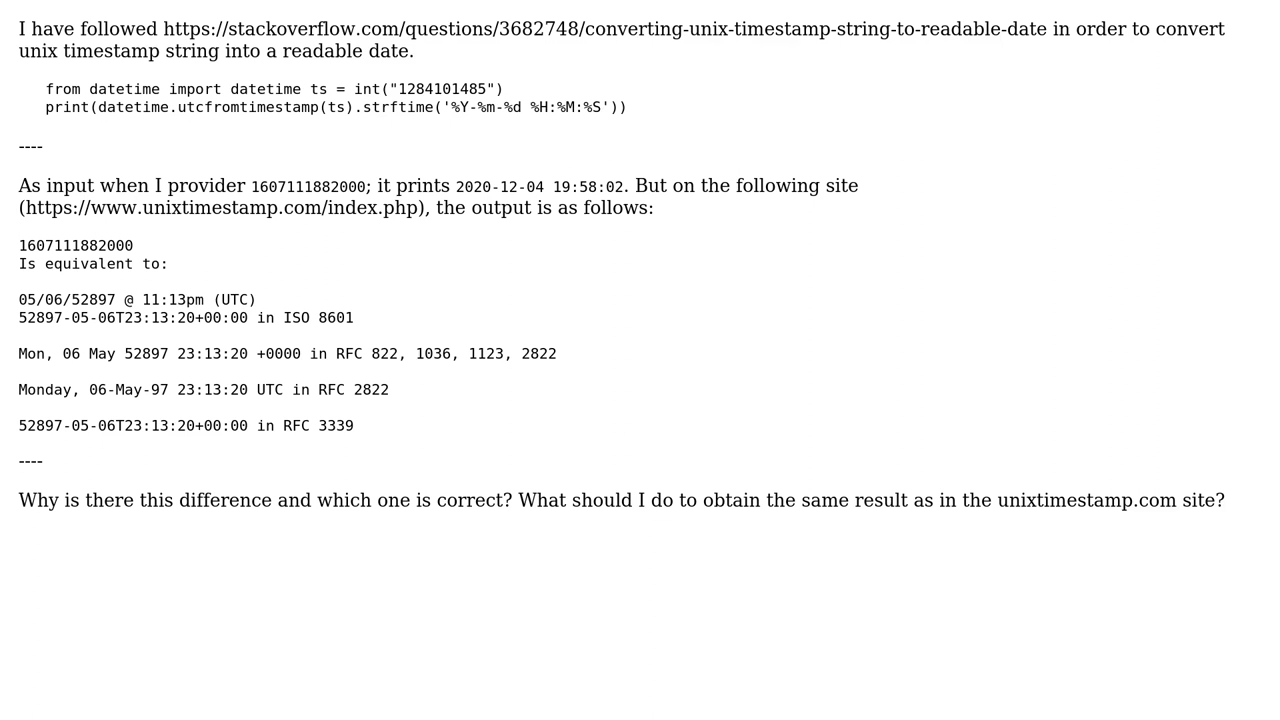 I have followed https://stackoverflow.com/questions/3682748/converting-unix-timestamp-string-to-readable-date in order to convert
unix timestamp string into a readable date.
from datetime import datetime ts = int("1284101485")
print(datetime.utcfromtimestamp(ts).strftime('%Y-%m-%d %H:%M:%S'))
----
As input when I provider 1607111882000; it prints 2020-12-04 19:58:02. But on the following site
(https://www.unixtimestamp.com/index.php), the output is as follows:
1607111882000
Is equivalent to:
05/06/52897 @ 11:13pm (UTC)
52897-05-06T23:13:20+00:00 in ISO 8601
Mon, 06 May 52897 23:13:20 +0000 in RFC 822, 1036, 1123, 2822
Monday, 06-May-97 23:13:20 UTC in RFC 2822
52897-05-06T23:13:20+00:00 in RFC 3339
----
Why is there this difference and which one is correct? What should I do to obtain the same result as in the unixtimestamp.com site?